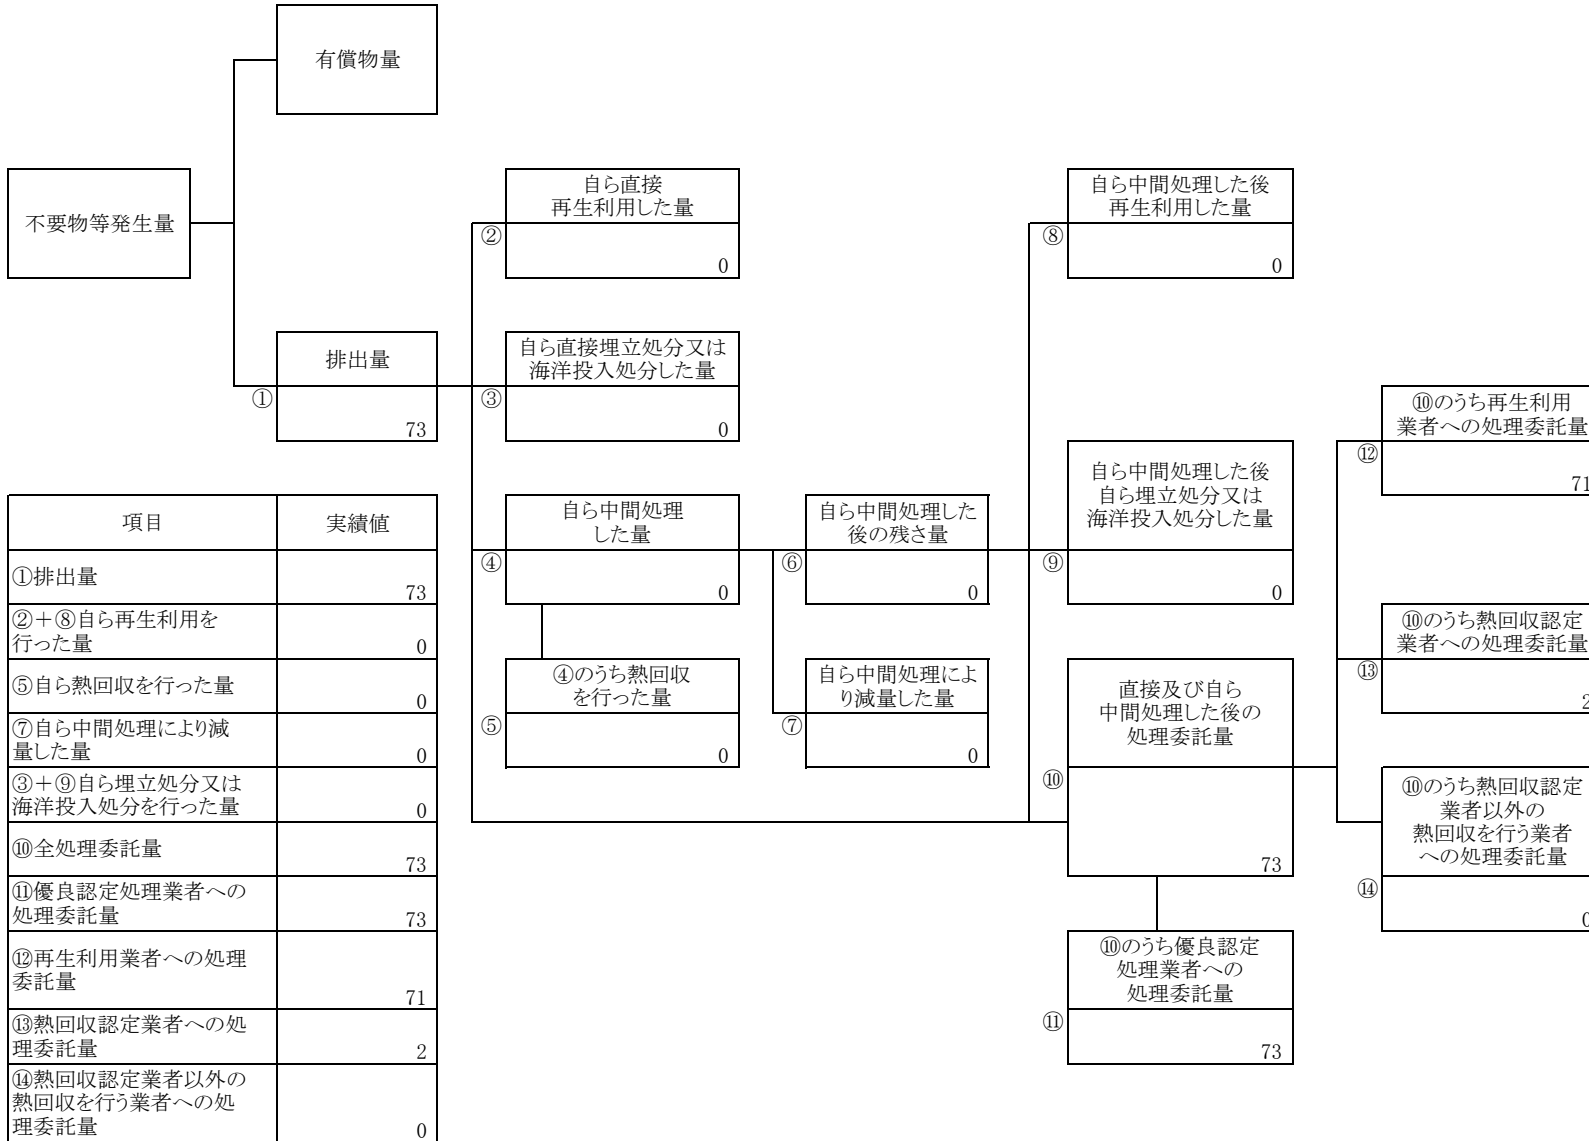 有償物量
不要物等発生量
排出量
①
73
自ら直接
再生利用した量
②
0
自ら直接埋立処分又は
海洋投入処分した量
③
0
自ら中間処理
した量
④
0
④のうち熱回収
を行った量
⑤
0
自ら中間処理した
後の残さ量
⑥
0
自ら中間処理によ
り減量した量
⑦
0
自ら中間処理した後
再生利用した量
⑧
0
自ら中間処理した後
自ら埋立処分又は
海洋投入処分した量
⑨
0
直接及び自ら
中間処理した後の
処理委託量
⑩
73
⑩のうち優良認定
処理業者への
処理委託量
⑪
73
⑩のうち再生利用
業者への処理委託量
⑫
71
⑩のうち熱回収認定
業者への処理委託量
⑬
2
⑩のうち熱回収認定
業者以外の
熱回収を行う業者
への処理委託量
⑭
0
項目 実績値
①排出量
73
②+⑧自ら再生利用を
行った量 0
⑤自ら熱回収を行った量
0
⑦自ら中間処理により減
量した量 0
③+⑨自ら埋立処分又は
海洋投入処分を行った量 0
⑩全処理委託量
73
⑪優良認定処理業者への
処理委託量 73
⑫再生利用業者への処理
委託量
71
⑬熱回収認定業者への処
理委託量 2
⑭熱回収認定業者以外の
熱回収を行う業者への処
理委託量 0